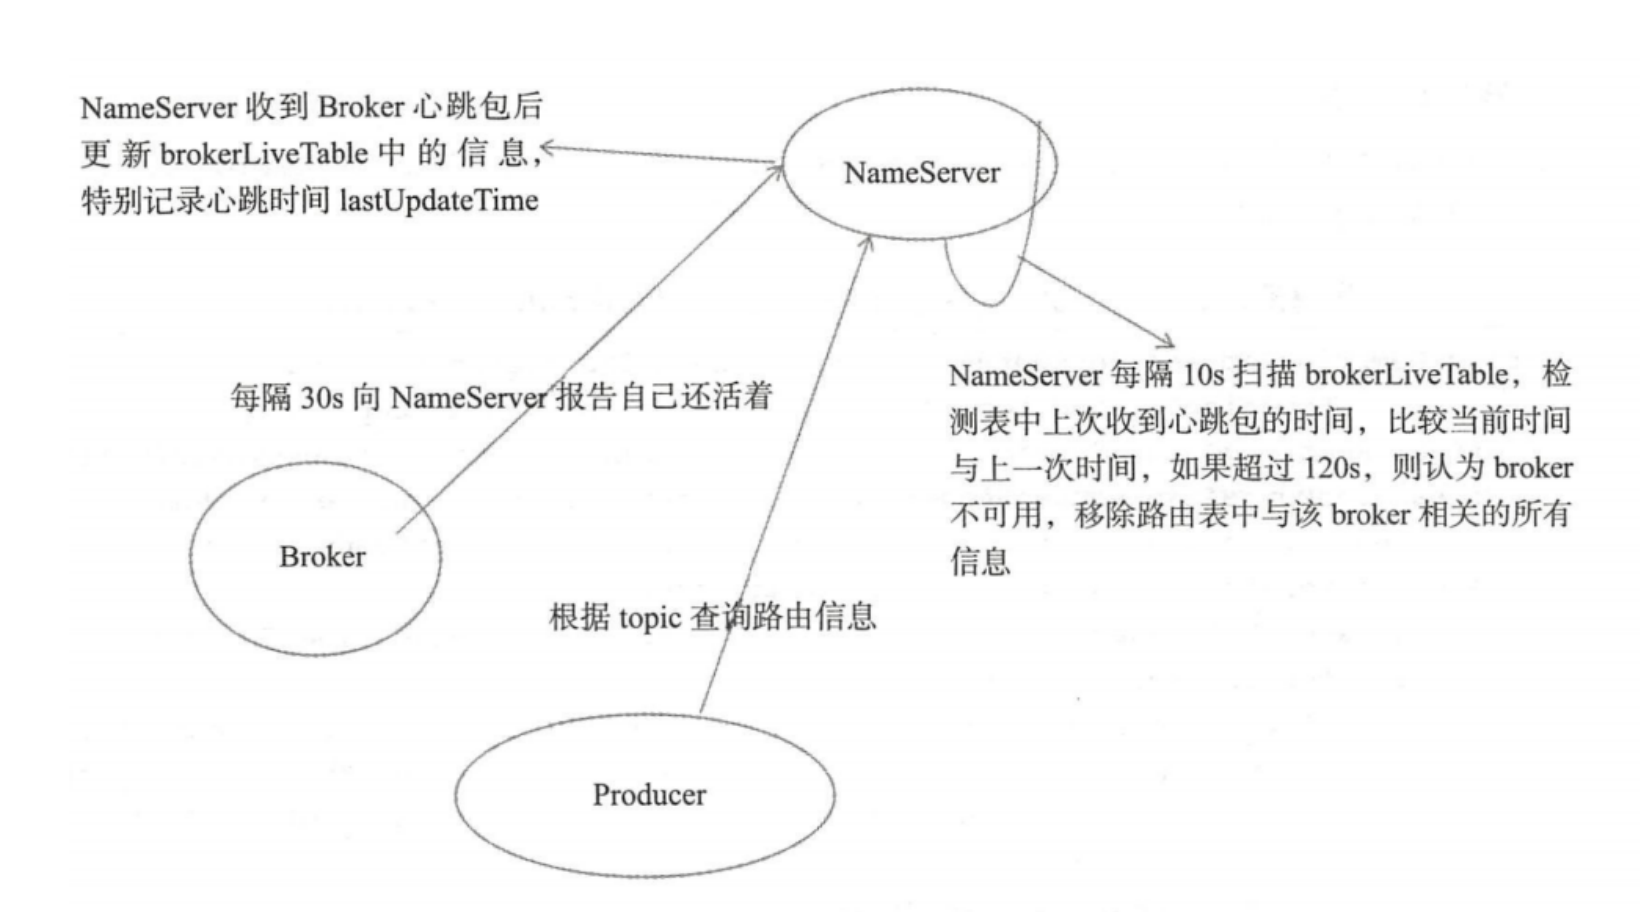 NameServer 收到 Broker 心跳包后
更新 brokerLiveTable 中的信息，
特别记录心跳时间 lastUpdateTime
NameServer
每隔 30s 向 NameServer 报告自己还活着
NameServer 每隔 10s 扫描 brokerLiveTable，检
测表中上次收到心跳包的时间，比较当前时间
与上一次时间，如果超过 120s，则认为 broker
不可用，移除路由表中与该 broker 相关的所有
信息
Broker
根据 topic 查询路由信息
Producer